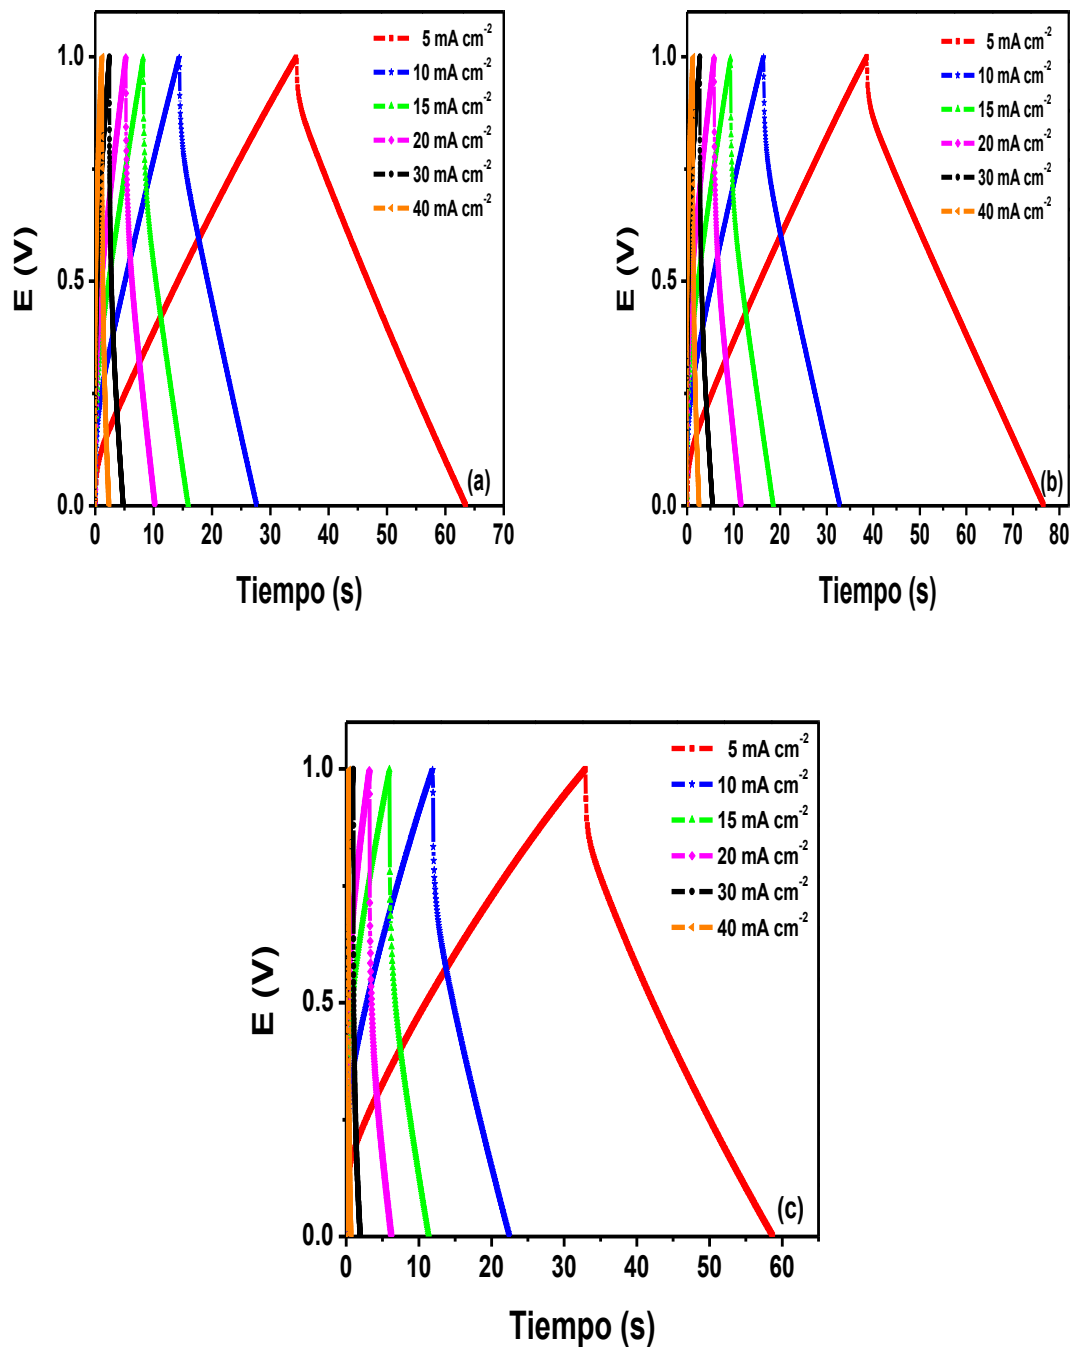 5 mA cm-2
10 mA cm-2
15 mA cm-2
20 mA cm-2
30 mA cm-2
40 mA cm-2
1.0
0.5
0.0
E (V)
(a)
0 10 20 30 40 50 60 70
Tiempo (s)
5 mA cm-2
10 mA cm-2
15 mA cm-2
20 mA cm-2
30 mA cm-2
40 mA cm-2
1.0
0.5
0.0
E (V)
(b)
0 10 20 30 40 50 60 70 80
Tiempo (s)
5 mA cm-2
10 mA cm-2
15 mA cm-2
20 mA cm-2
30 mA cm-2
40 mA cm-2
1.0
0.5
0.0
E (V)
(c)
0 10 20 30 40 50 60
Tiempo (s)